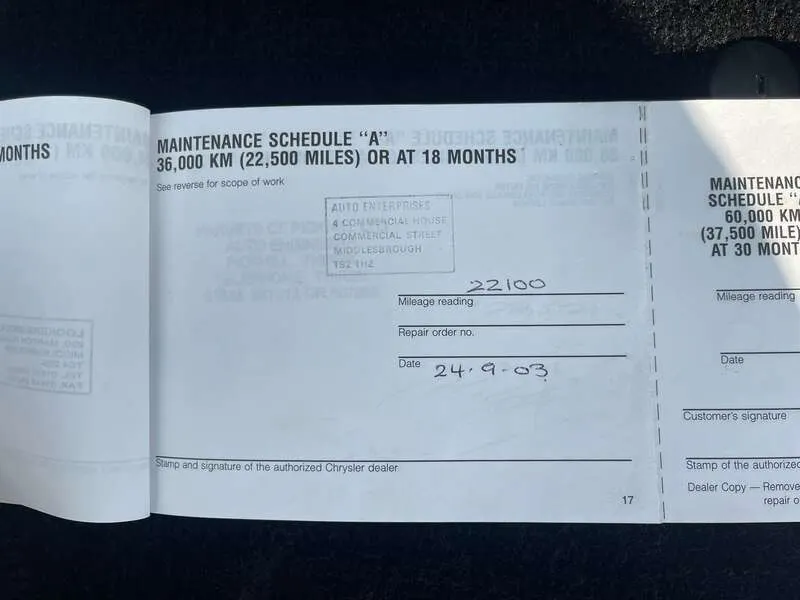 MONTHS
MAINTENANCE SCHEDULE "A"
36,000 KM (22,500 MILES) OR AT 18 MONTHS
See reverse for scope of work
AUTO ENTERPRISES
4 COMMERCIAL HOUSE
COMMERCIAL STREET
MIDDLESBROUGH
TS2 1HZ
22100
Mileage reading
Repair order no.
Date 24.9.03
Stamp and signature of the authorized Chrysler dealer
17
MAINTENANC
SCHEDULE "A
60,000 KM
(37,500 MILE)
AT 30 MONT
Mileage reading
Date
Customer's signature
Stamp of the authorized
Dealer Copy — Remove
repair o